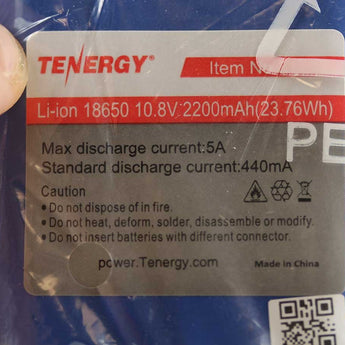 TENERGY®
Item No
Li-ion 18650 10.8V:2200mAh(23.76Wh)
PE
Max discharge current:5A
Standard discharge current:440mA
Caution
• Do not dispose of in fire.
• Do not heat, deform, solder, disassemble or modify.
• Do not insert batteries with different connector.
power.Tenergy.com
Made in China